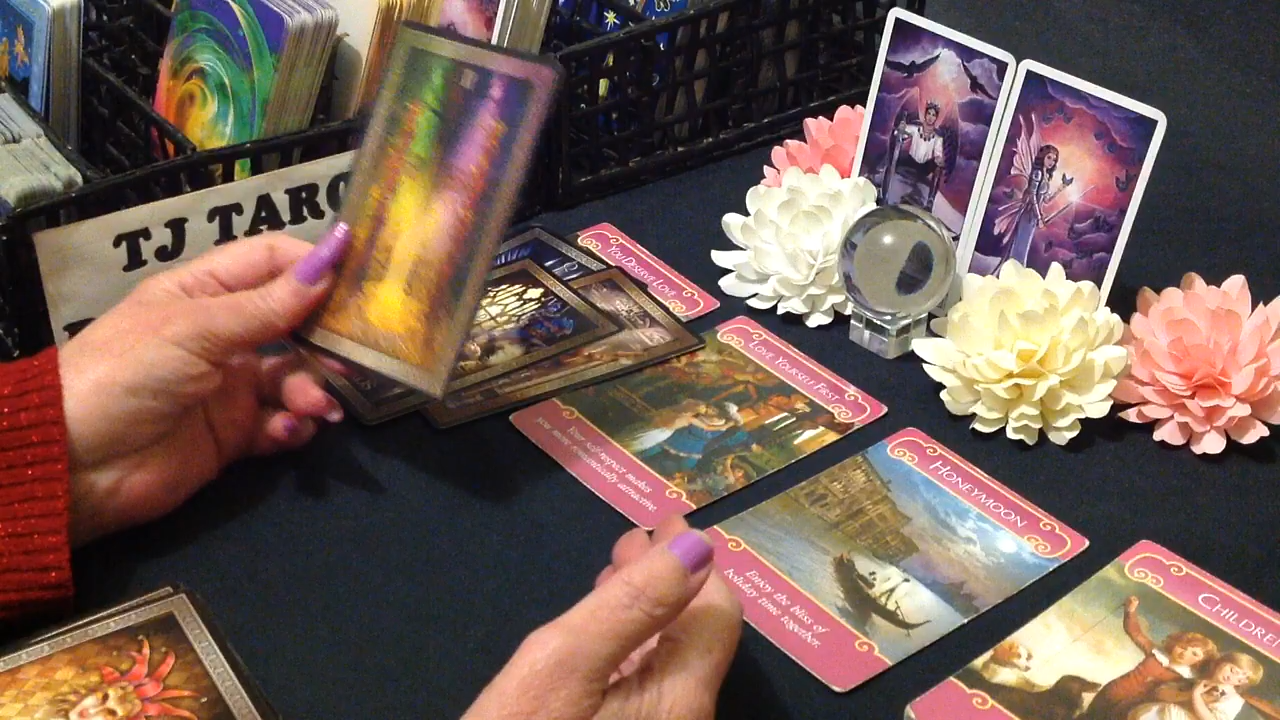 TJ TARO
YOU DESERVE LOVE
LOVE YOURSELF FIRST
Your self-respect makes
you more romantically attractive.
HONEYMOON
Enjoy the bliss of
holiday time together.
CHILDREN